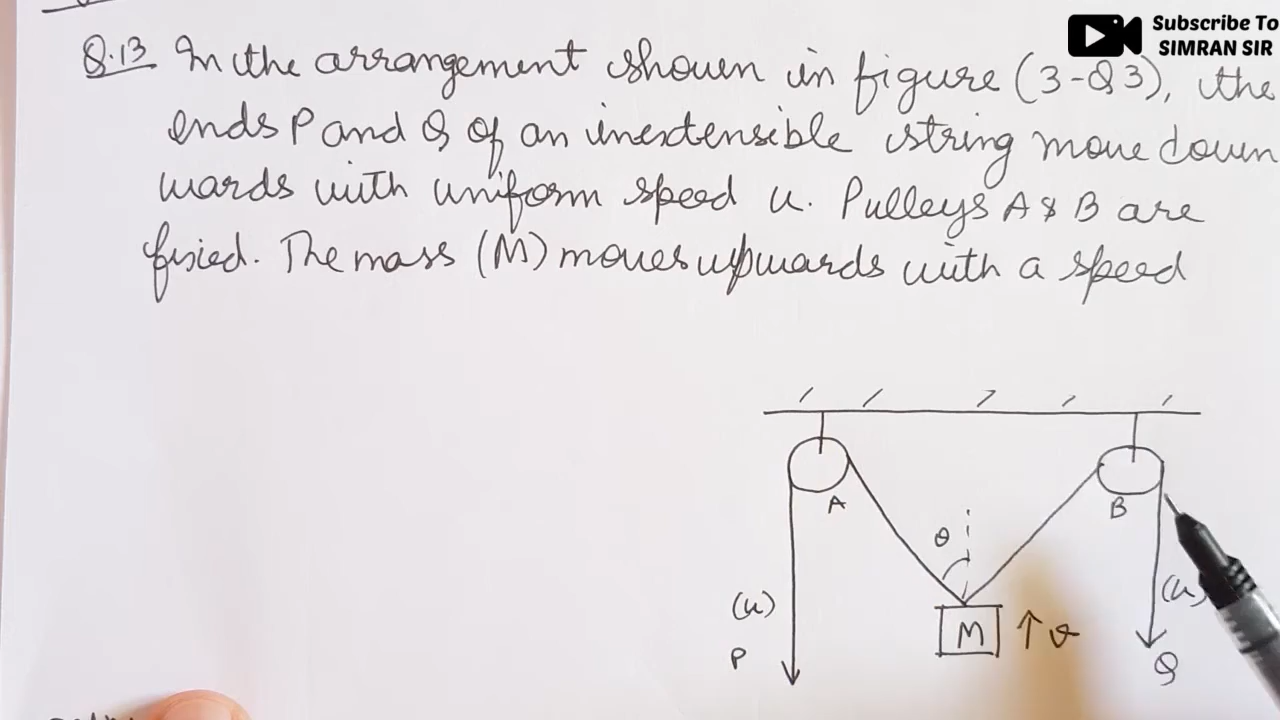 Subscribe To
SIMRAN SIR
Q.13 In the arrangement shown in figure (3-Q3), the
ends P and Q of an inextensible string move down
wards with uniform speed u. Pulleys A & B are
fixed. The mass (M) moves upwards with a speed
A
B
θ
(u)
(u)
M
↑v
P
Q